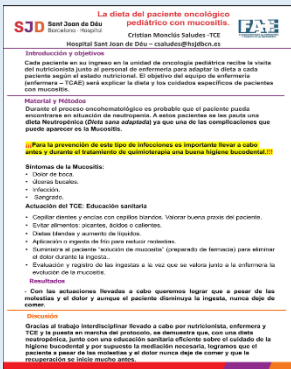 La dieta del paciente oncológico
pediátrico con mucositis.
SJD Sant Joan de Déu
Barcelona · Hospital
Cristian Monclús Saludes -TCE
Hospital Sant Joan de Déu – csaludes@hsjdbcn.es
Introducción y objetivos
Cada paciente en su ingreso en la unidad de oncología pediátrica recibe la visita
del nutricionista junto al personal de enfermería para adaptar la dieta a cada
paciente según el estado nutricional. El objetivo del equipo de enfermería
(enfermera – TCAE) será explicar la dieta y los cuidados específicos de pacientes
con mucositis.
Material y Métodos
Durante el proceso oncohematológico es probable que el paciente pueda
encontrarse en situación de neutropenia. A estos pacientes se les pauta una
dieta Neutropénica (Dieta sana adaptada) ya que una de las complicaciones que
puede aparecer es la Mucositis.
¡¡¡Para la prevención de este tipo de infecciones es importante llevar a cabo
antes y durante el tratamiento de quimioterapia una buena higiene bucodental.!!!
Síntomas de la Mucositis:
• Dolor de boca.
• úlceras bucales.
• Infección.
• Sangrado.
Actuación del TCE: Educación sanitaria
• Cepillar dientes y encías con cepillos blandos. Valorar buena praxis del paciente.
• Evitar alimentos: picantes, ácidos o calientes.
• Dietas blandas y aumento de líquidos.
• Aplicación o ingesta de frío para reducir molestias.
• Suministra al paciente "solución de mucositis" (preparado de farmacia) para eliminar
el dolor durante la ingesta..
• Evaluación y registro de las ingestas a la vez que se valora junto a la enfermera la
evolución de la mucositis.
Resultados
- Con las actuaciones llevadas a cabo queremos lograr que a pesar de las
molestias y el dolor y aunque el paciente disminuya la ingesta, nunca deje de
comer.
Discusión
Gracias al trabajo interdisciplinar llevado a cabo por nutricionista, enfermera y
TCE y la puesta en marcha del protocolo, se demuestra que, con una dieta
neutropénica, junto con una educación sanitaria eficiente sobre el cuidado de la
higiene bucodental y por supuesto la mediación necesaria, logramos que el
paciente a pesar de las molestias y el dolor nunca deje de comer y que la
recuperación se inicie mucho antes.